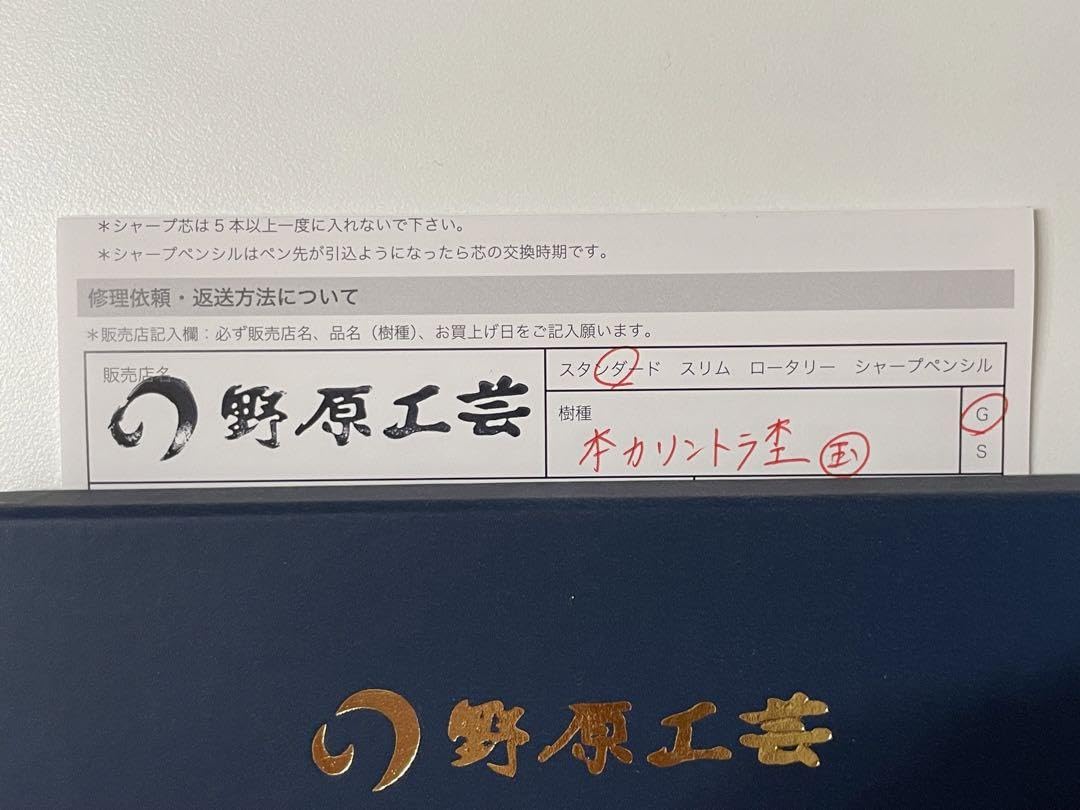 ＊シャープ芯は５本以上一度に入れないで下さい。
＊シャープペンシルはペン先が引込ようになったら芯の交換時期です。
修理依頼・返送方法について
＊販売店記入欄：必ず販売店名、品名（樹種）、お買上げ日をご記入願います。
販売店名
野原工芸
スタンダード　スリム　ロータリー　シャープペンシル
樹種
本カリントラ杢 玉
G
S
野原工芸